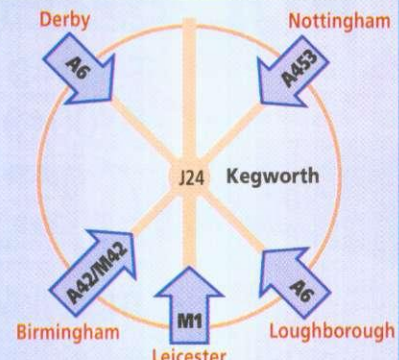 Derby
Nottingham
A6
A453
J24
Kegworth
A42/M42
M1
A6
Birmingham
Loughborough
Leicester